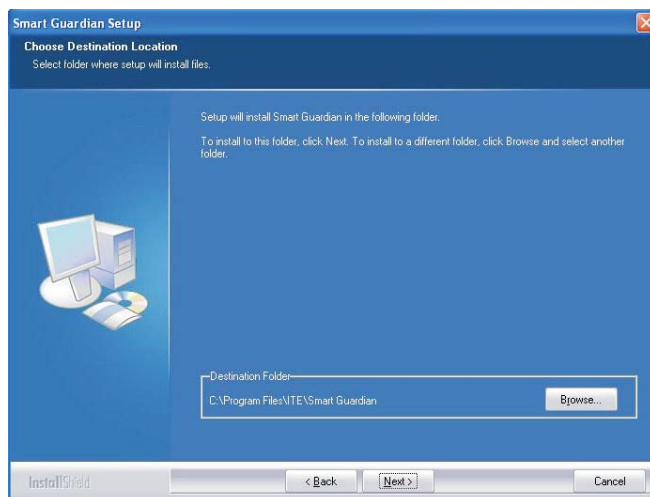 Smart Guardian Setup
Choose Destination Location
Select folder where setup will install files.
Setup will install Smart Guardian in the following folder.
To install to this folder, click Next. To install to a different folder, click Browse and select another
folder.
Destination Folder
C:\Program Files\ITE\Smart Guardian
Browse...
InstallShield
< Back
Next >
Cancel